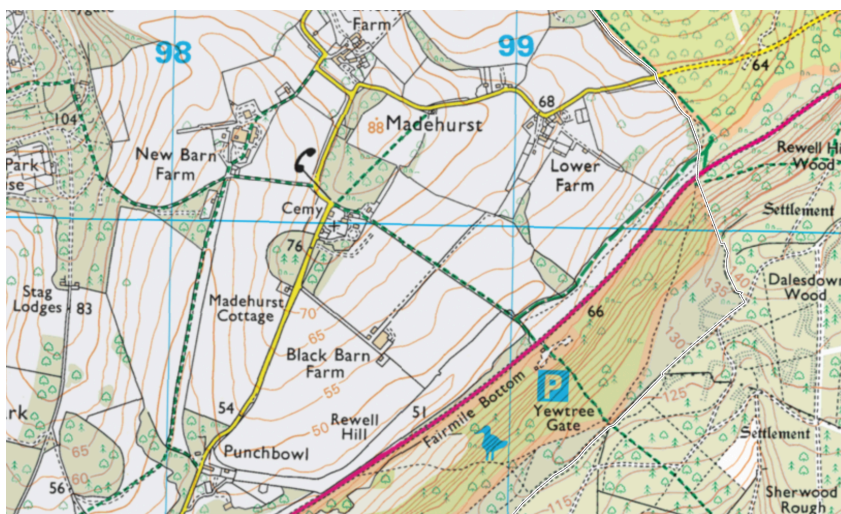 98
99
Farm
64
104
88
Madehurst
68
New Barn
Farm
Park
Lower
Farm
Rewell
Wood
Cemy
Settlement
76
Stag
Lodges
83
Madehurst
Cottage
70
65
66
Dalesdown
Wood
140
135
130
Black Barn
Farm
55
P
125
54
50
Rewell
Hill
51
Fairmile Bottom
Yewtree
Gate
65
60
Punchbowl
Settlement
56
115
Sherwood
Rough